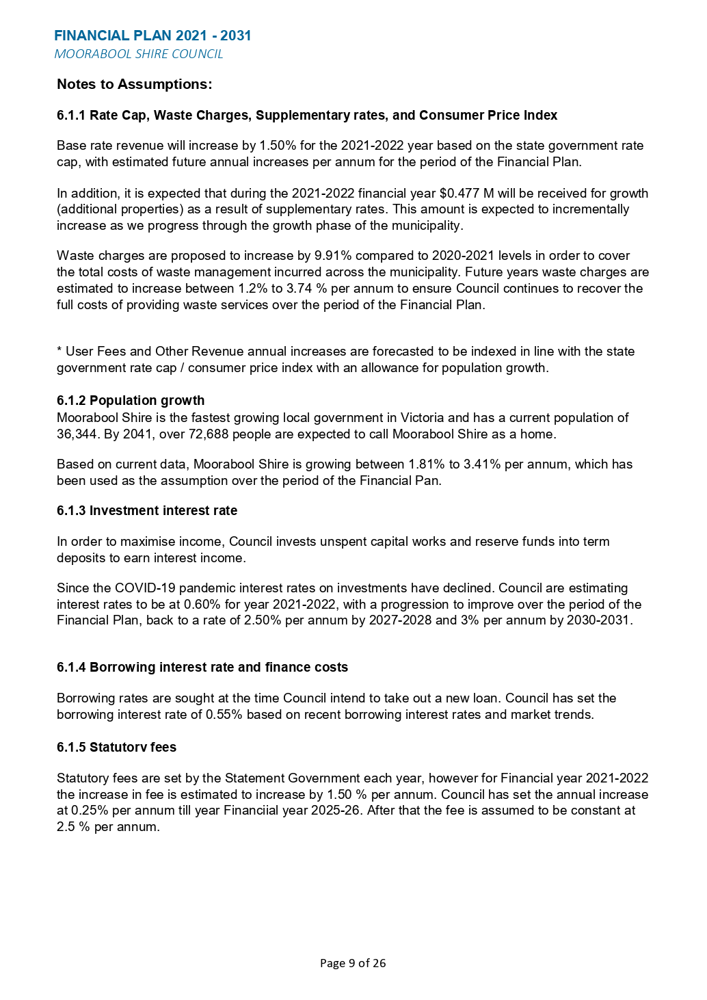 FINANCIAL PLAN 2021 - 2031
MOORABOOL SHIRE COUNCIL
Notes to Assumptions:
6.1.1 Rate Cap, Waste Charges, Supplementary rates, and Consumer Price Index
Base rate revenue will increase by 1.50% for the 2021-2022 year based on the state government rate
cap, with estimated future annual increases per annum for the period of the Financial Plan.
In addition, it is expected that during the 2021-2022 financial year $0.477 M will be received for growth
(additional properties) as a result of supplementary rates. This amount is expected to incrementally
increase as we progress through the growth phase of the municipality.
Waste charges are proposed to increase by 9.91% compared to 2020-2021 levels in order to cover
the total costs of waste management incurred across the municipality. Future years waste charges are
estimated to increase between 1.2% to 3.74 % per annum to ensure Council continues to recover the
full costs of providing waste services over the period of the Financial Plan.
* User Fees and Other Revenue annual increases are forecasted to be indexed in line with the state
government rate cap / consumer price index with an allowance for population growth.
6.1.2 Population growth
Moorabool Shire is the fastest growing local government in Victoria and has a current population of
36,344. By 2041, over 72,688 people are expected to call Moorabool Shire as a home.
Based on current data, Moorabool Shire is growing between 1.81% to 3.41% per annum, which has
been used as the assumption over the period of the Financial Pan.
6.1.3 Investment interest rate
In order to maximise income, Council invests unspent capital works and reserve funds into term
deposits to earn interest income.
Since the COVID-19 pandemic interest rates on investments have declined. Council are estimating
interest rates to be at 0.60% for year 2021-2022, with a progression to improve over the period of the
Financial Plan, back to a rate of 2.50% per annum by 2027-2028 and 3% per annum by 2030-2031.
6.1.4 Borrowing interest rate and finance costs
Borrowing rates are sought at the time Council intend to take out a new loan. Council has set the
borrowing interest rate of 0.55% based on recent borrowing interest rates and market trends.
6.1.5 Statutory fees
Statutory fees are set by the Statement Government each year, however for Financial year 2021-2022
the increase in fee is estimated to increase by 1.50 % per annum. Council has set the annual increase
at 0.25% per annum till year Financiial year 2025-26. After that the fee is assumed to be constant at
2.5 % per annum.
Page 9 of 26